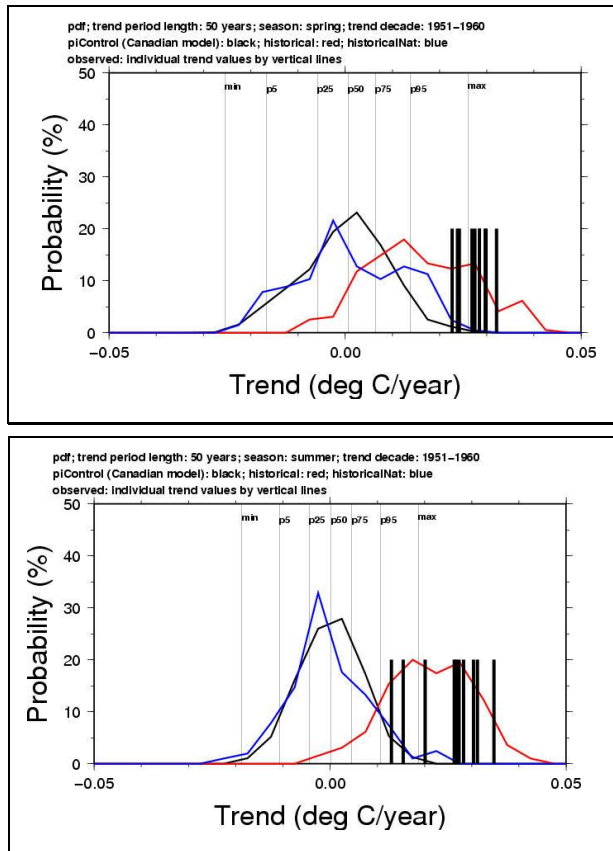 pdf; trend period length: 50 years; season: spring; trend decade: 1951−1960
piControl (Canadian model): black; historical: red; historicalNat: blue
observed: individual trend values by vertical lines
50
min p5 p25 p50 p75 p95 max
40
30
20
10
0
Probability (%)
−0.05 0.00 0.05
Trend (deg C/year)
pdf; trend period length: 50 years; season: summer; trend decade: 1951−1960
piControl (Canadian model): black; historical: red; historicalNat: blue
observed: individual trend values by vertical lines
50
min p5 p25 p50 p75 p95 max
40
30
20
10
0
Probability (%)
−0.05 0.00 0.05
Trend (deg C/year)